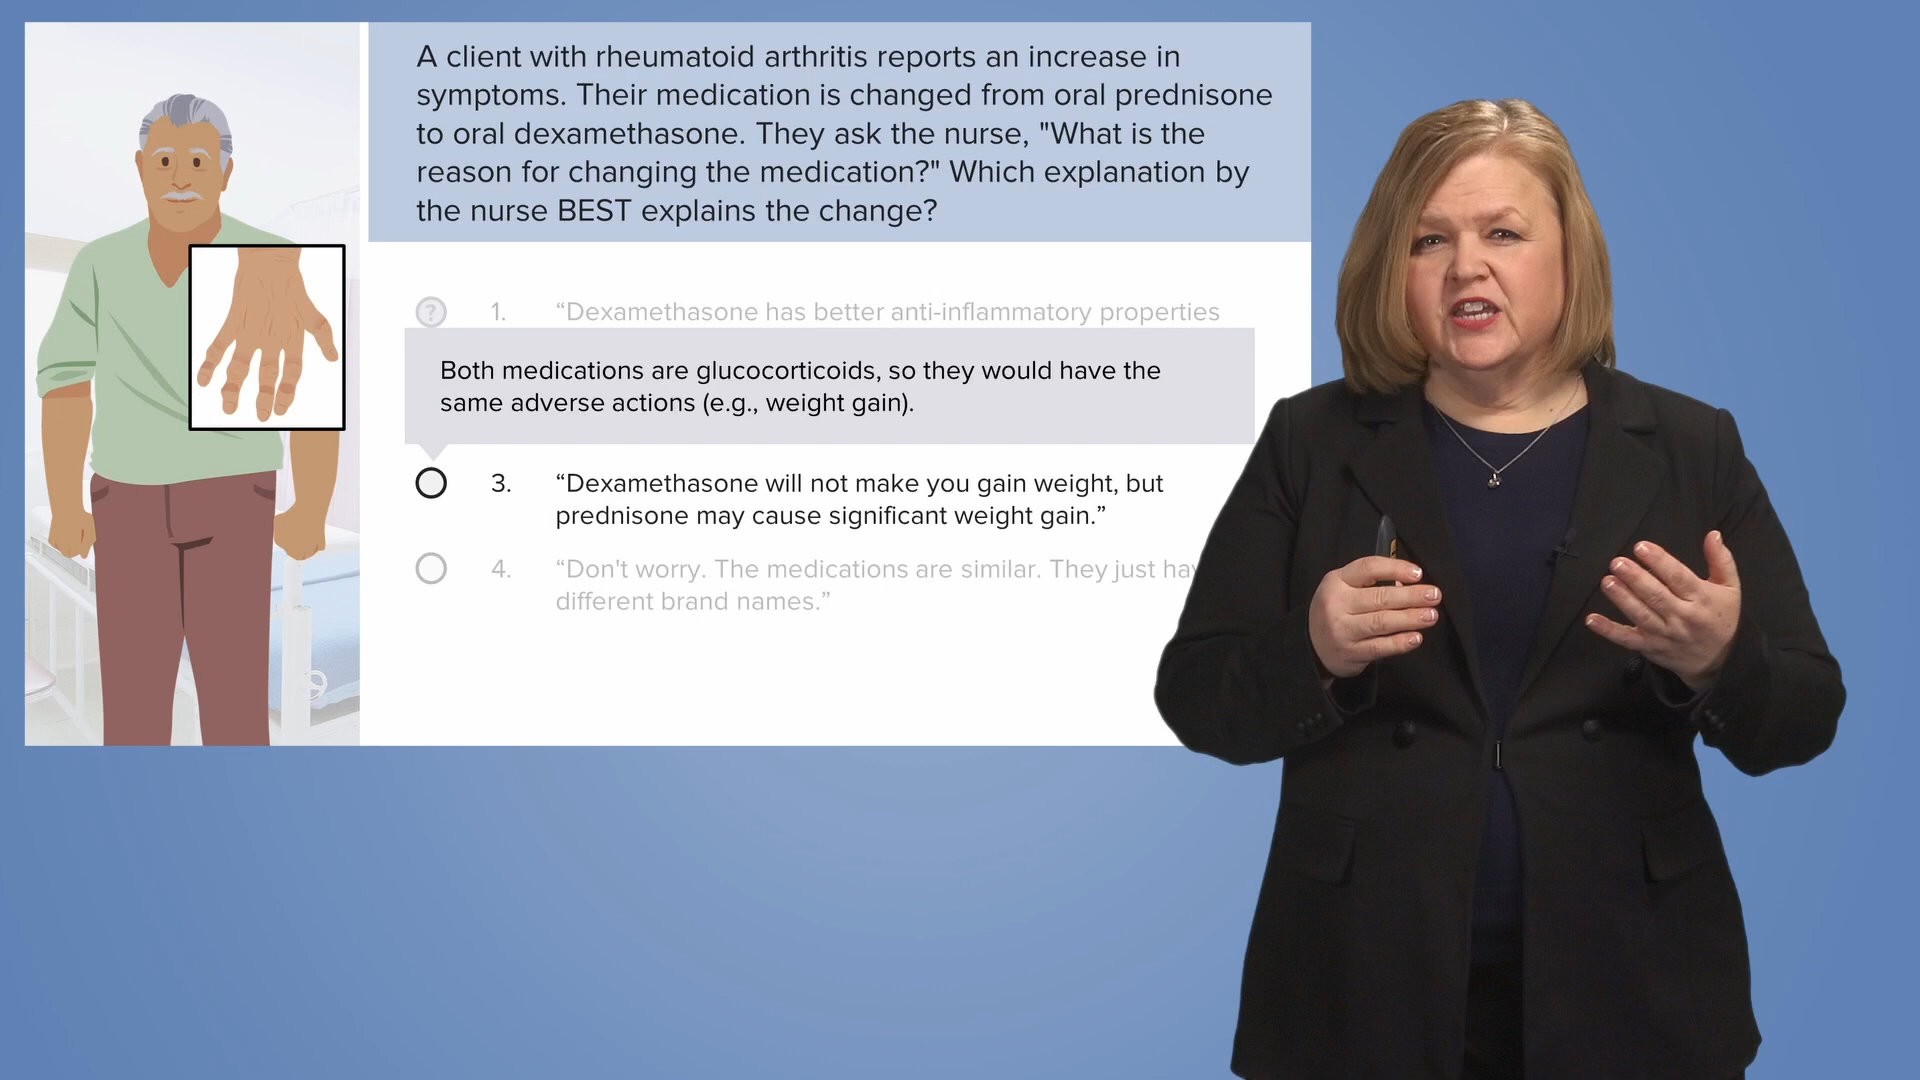 A client with rheumatoid arthritis reports an increase in
symptoms. Their medication is changed from oral prednisone
to oral dexamethasone. They ask the nurse, "What is the
reason for changing the medication?" Which explanation by
the nurse BEST explains the change?
? 1. “Dexamethasone has better anti-inflammatory properties
Both medications are glucocorticoids, so they would have the
same adverse actions (e.g., weight gain).
3. “Dexamethasone will not make you gain weight, but
prednisone may cause significant weight gain.”
4. “Don't worry. The medications are similar. They just
different brand names.”